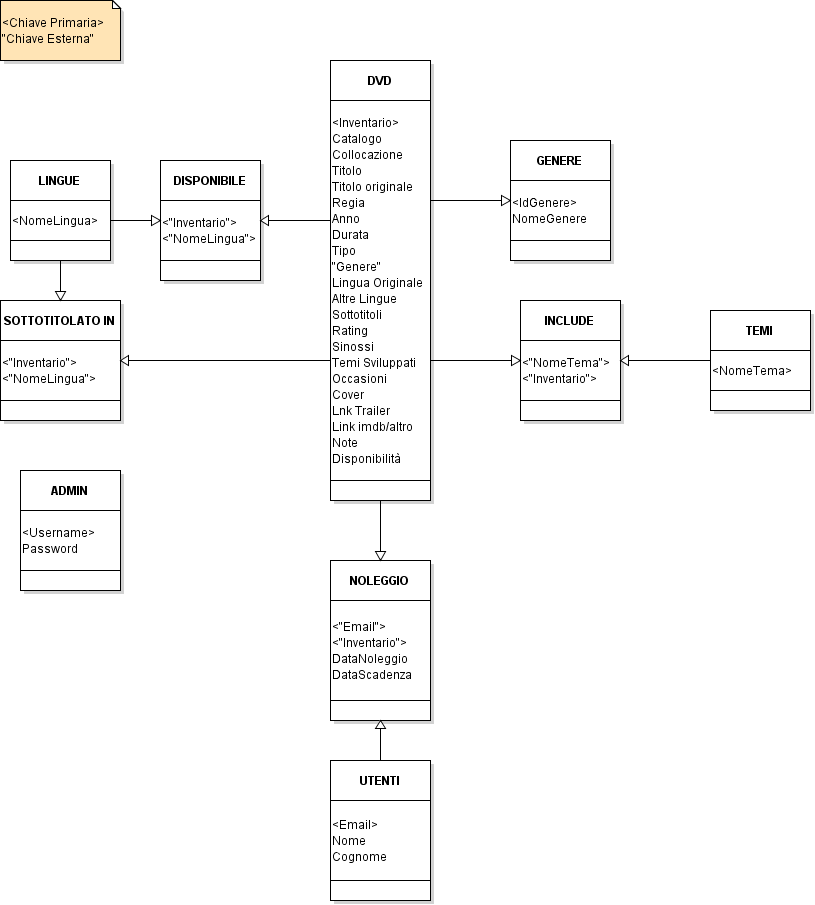 <Chiave Primaria>
"Chiave Esterna"
DVD
<Inventario>
Catalogo
Collocazione
Titolo
Titolo originale
Regia
Anno
Durata
Tipo
"Genere"
Lingua Originale
Altre Lingue
Sottotitoli
Rating
Sinossi
Temi Sviluppati
Occasioni
Cover
Lnk Trailer
Link imdb/altro
Note
Disponibilità
LINGUE
<NomeLingua>
DISPONIBILE
<"Inventario">
<"NomeLingua">
GENERE
<IdGenere>
NomeGenere
SOTTOTITOLATO IN
<"Inventario">
<"NomeLingua">
INCLUDE
<"NomeTema">
<"Inventario">
TEMI
<NomeTema>
ADMIN
<Username>
Password
NOLEGGIO
<"Email">
<"Inventario">
DataNoleggio
DataScadenza
UTENTI
<Email>
Nome
Cognome